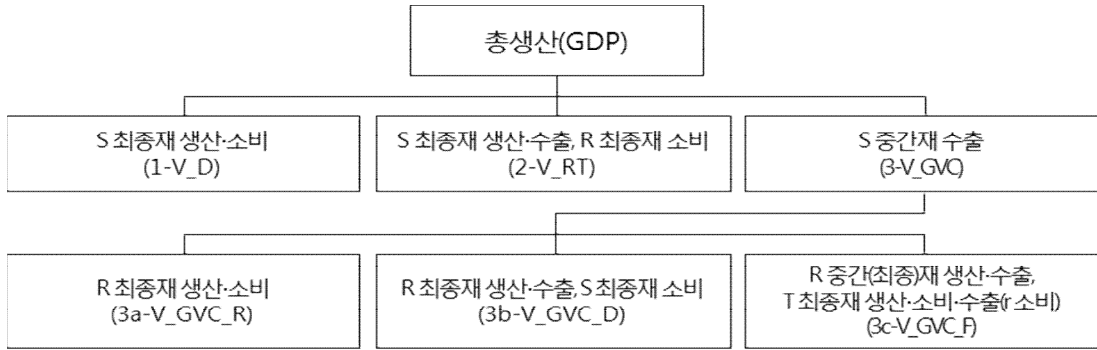 총생산(GDP)
S 최종재 생산·소비
(1-V_D)
S 최종재 생산·수출, R 최종재 소비
(2-V_RT)
S 중간재 수출
(3-V_GVC)
R 최종재 생산·소비
(3a-V_GVC_R)
R 최종재 생산·수출, S 최종재 소비
(3b-V_GVC_D)
R 중간(최종)재 생산·수출,
T 최종재 생산·소비·수출(r 소비)
(3c-V_GVC_F)